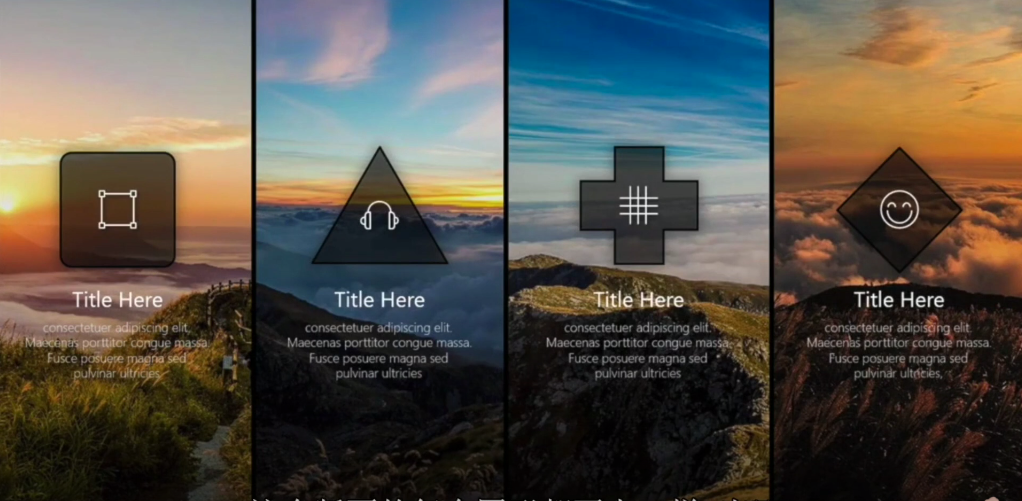 Title Here
consectetuer adipiscing elit.
Maecenas porttitor congue massa.
Fusce posuere magna sed
pulvinar ultricies
Title Here
consectetuer adipiscing elit.
Maecenas porttitor congue massa.
Fusce posuere magna sed
pulvinar ultricies
Title Here
consectetuer adipiscing elit.
Maecenas porttitor congue massa.
Fusce posuere magna sed
pulvinar ultricies
Title Here
consectetuer adipiscing elit.
Maecenas porttitor congue massa.
Fusce posuere magna sed
pulvinar ultricies,